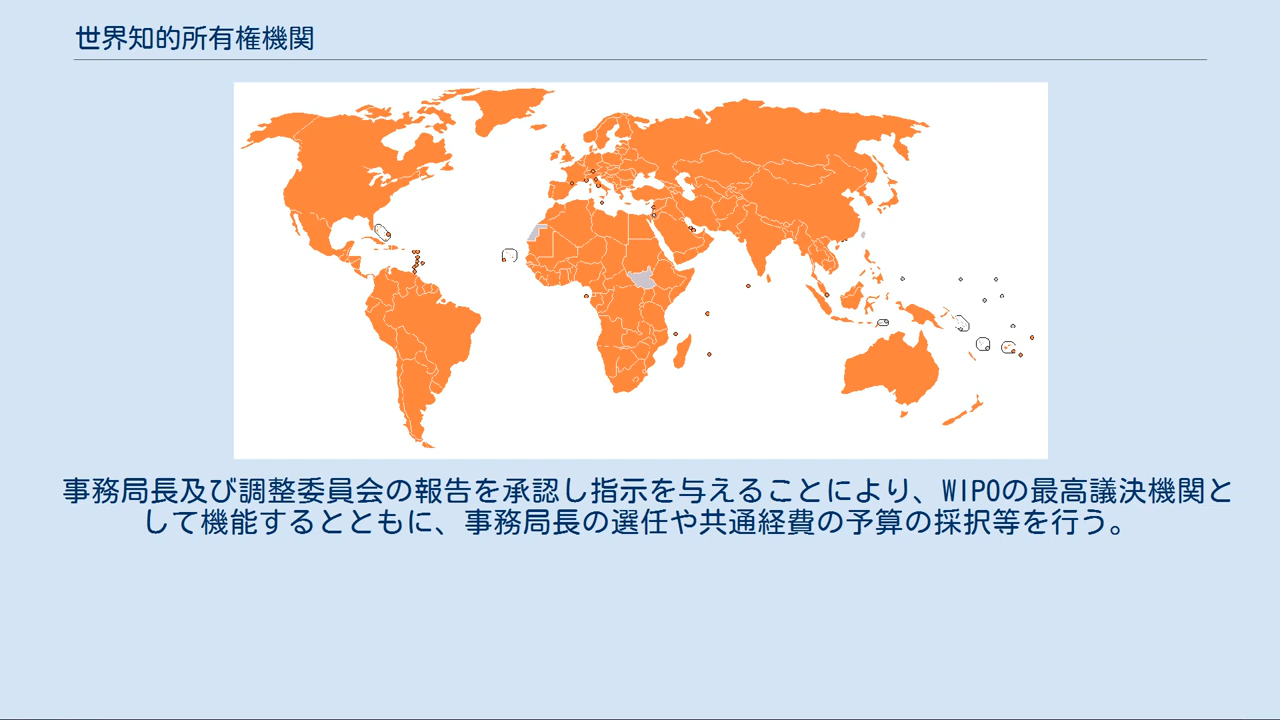 世界知的所有権機関
事務局長及び調整委員会の報告を承認し指示を与えることにより、WIPOの最高議決機関と
して機能するとともに、事務局長の選任や共通経費の予算の採択等を行う。